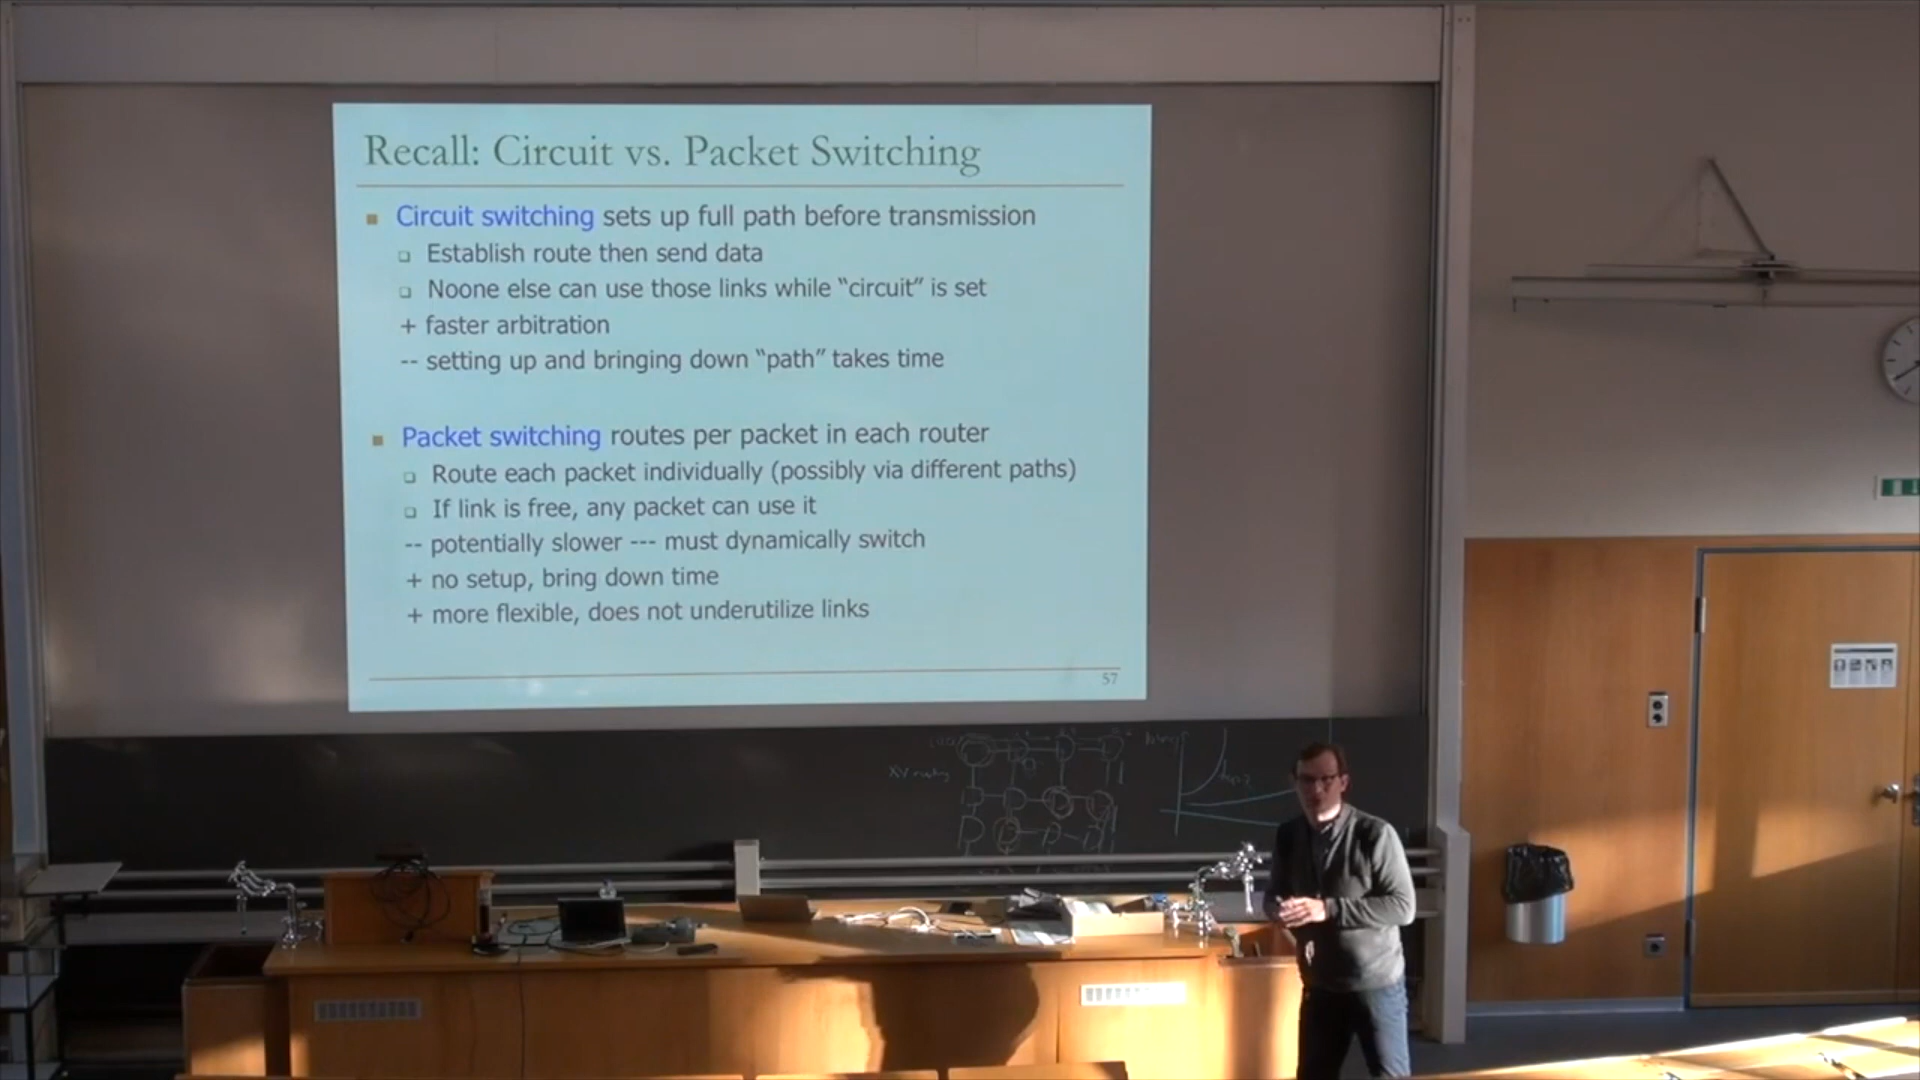 Recall: Circuit vs. Packet Switching
Circuit switching sets up full path before transmission
Establish route then send data
Noone else can use those links while “circuit” is set
+ faster arbitration
-- setting up and bringing down “path” takes time
Packet switching routes per packet in each router
Route each packet individually (possibly via different paths)
If link is free, any packet can use it
-- potentially slower --- must dynamically switch
+ no setup, bring down time
+ more flexible, does not underutilize links
57